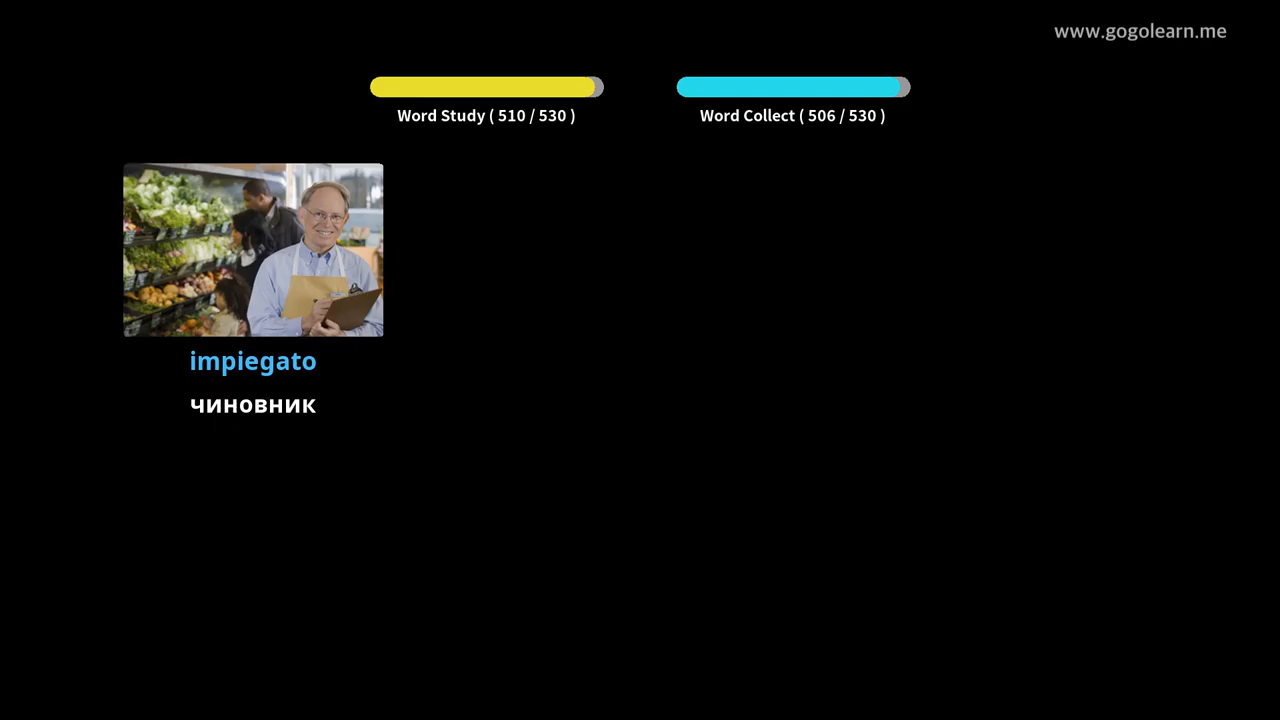 www.gogolearn.me
Word Study ( 510 / 530 )
Word Collect ( 506 / 530 )
impiegato
чиновник